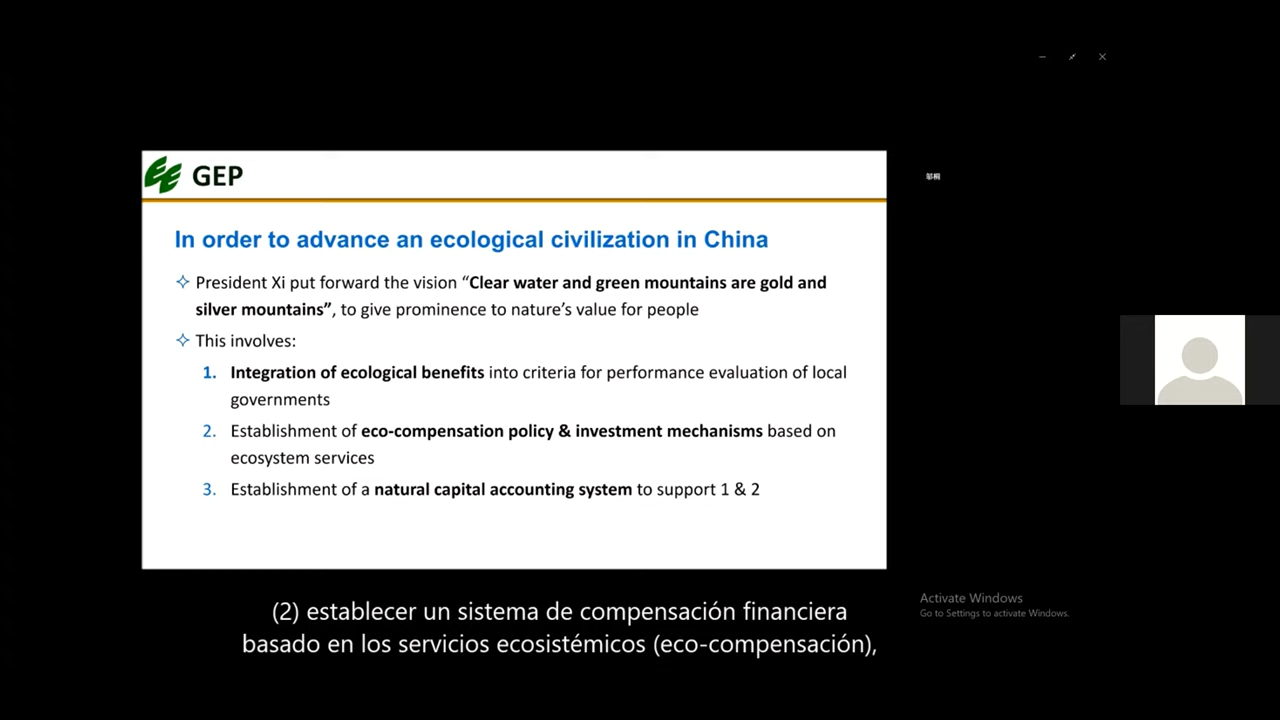 GEP
In order to advance an ecological civilization in China
✧ President Xi put forward the vision “Clear water and green mountains are gold and
silver mountains”, to give prominence to nature’s value for people
✧ This involves:
1. Integration of ecological benefits into criteria for performance evaluation of local
governments
2. Establishment of eco-compensation policy & investment mechanisms based on
ecosystem services
3. Establishment of a natural capital accounting system to support 1 & 2
Activate Windows
Go to Settings to activate Windows.
(2) establecer un sistema de compensación financiera
basado en los servicios ecosistémicos (eco-compensación),